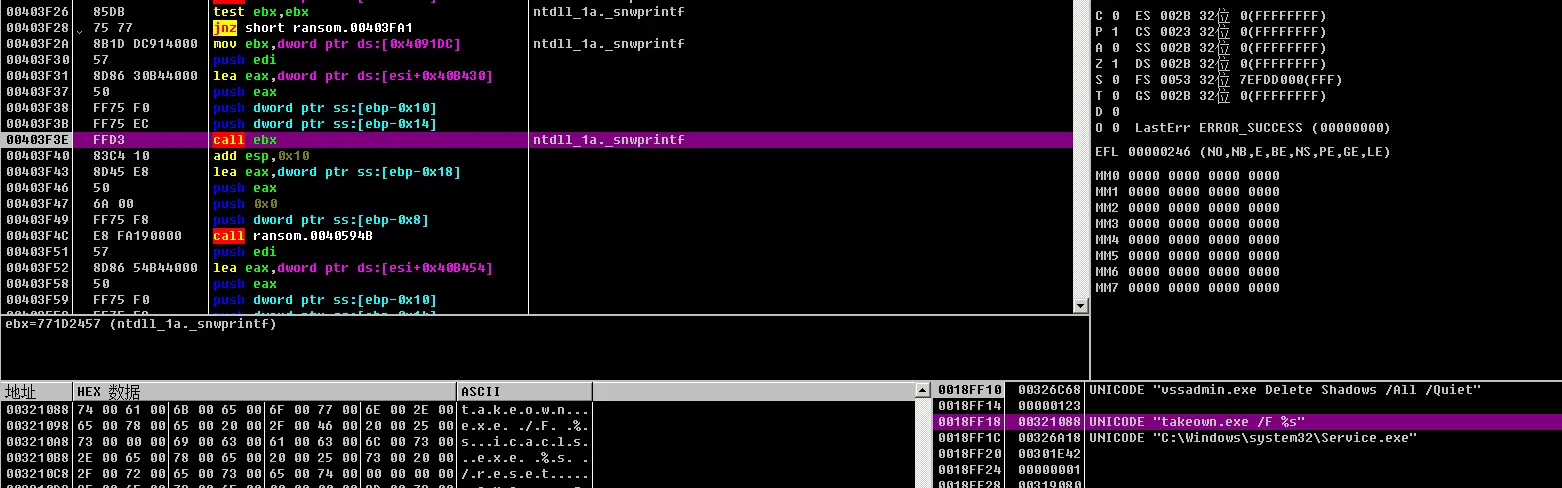 00403F26 85DB test ebx,ebx ntdll_1a._snwprintf
00403F28 75 77 jnz short ransom.00403FA1
00403F2A 8B1D DC914000 mov ebx,dword ptr ds:[0x4091DC] ntdll_1a._snwprintf
00403F30 57 push edi
00403F31 8D86 30B44000 lea eax,dword ptr ds:[esi+0x40B430]
00403F37 50 push eax
00403F38 FF75 F0 push dword ptr ss:[ebp-0x10]
00403F3B FF75 EC push dword ptr ss:[ebp-0x14]
00403F3E FFD3 call ebx ntdll_1a._snwprintf
00403F40 83C4 10 add esp,0x10
00403F43 8D45 E8 lea eax,dword ptr ss:[ebp-0x18]
00403F46 50 push eax
00403F47 6A 00 push 0x0
00403F49 FF75 F8 push dword ptr ss:[ebp-0x8]
00403F4C E8 FA190000 call ransom.0040594B
00403F51 57 push edi
00403F52 8D86 54B44000 lea eax,dword ptr ds:[esi+0x40B454]
00403F58 50 push eax
00403F59 FF75 F0 push dword ptr ss:[ebp-0x10]
ebx=771D2457 (ntdll_1a._snwprintf)
C 0 ES 002B 32位 0(FFFFFFFF)
P 1 CS 0023 32位 0(FFFFFFFF)
A 0 SS 002B 32位 0(FFFFFFFF)
Z 1 DS 002B 32位 0(FFFFFFFF)
S 0 FS 0053 32位 7EFDD000(FFF)
T 0 GS 002B 32位 0(FFFFFFFF)
D 0
O 0 LastErr ERROR_SUCCESS (00000000)
EFL 00000246 (NO,NB,E,BE,NS,PE,GE,LE)
MM0 0000 0000 0000 0000
MM1 0000 0000 0000 0000
MM2 0000 0000 0000 0000
MM3 0000 0000 0000 0000
MM4 0000 0000 0000 0000
MM5 0000 0000 0000 0000
MM6 0000 0000 0000 0000
MM7 0000 0000 0000 0000
地址 HEX 数据 ASCII
00321088 74 00 61 00 6B 00 65 00 6F 00 77 00 6E 00 2E 00 t.a.k.e.o.w.n...
00321098 65 00 78 00 65 00 20 00 2F 00 46 00 20 00 25 00 e.x.e. ./.F. .%.
003210A8 73 00 00 00 69 00 63 00 61 00 63 00 6C 00 73 00 s...i.c.a.c.l.s.
003210B8 2E 00 65 00 78 00 65 00 20 00 25 00 73 00 20 00 ..e.x.e. .%.s. .
003210C8 2F 00 72 00 65 00 73 00 65 00 74 00 00 00 00 00 /.r.e.s.e.t.....
0018FF10 00326C68 UNICODE "vssadmin.exe Delete Shadows /All /Quiet"
0018FF14 00000123
0018FF18 00321088 UNICODE "takeown.exe /F %s"
0018FF1C 00326A18 UNICODE "C:\Windows\system32\Service.exe"
0018FF20 00301E42
0018FF24 00000001
0018FF28 00319080